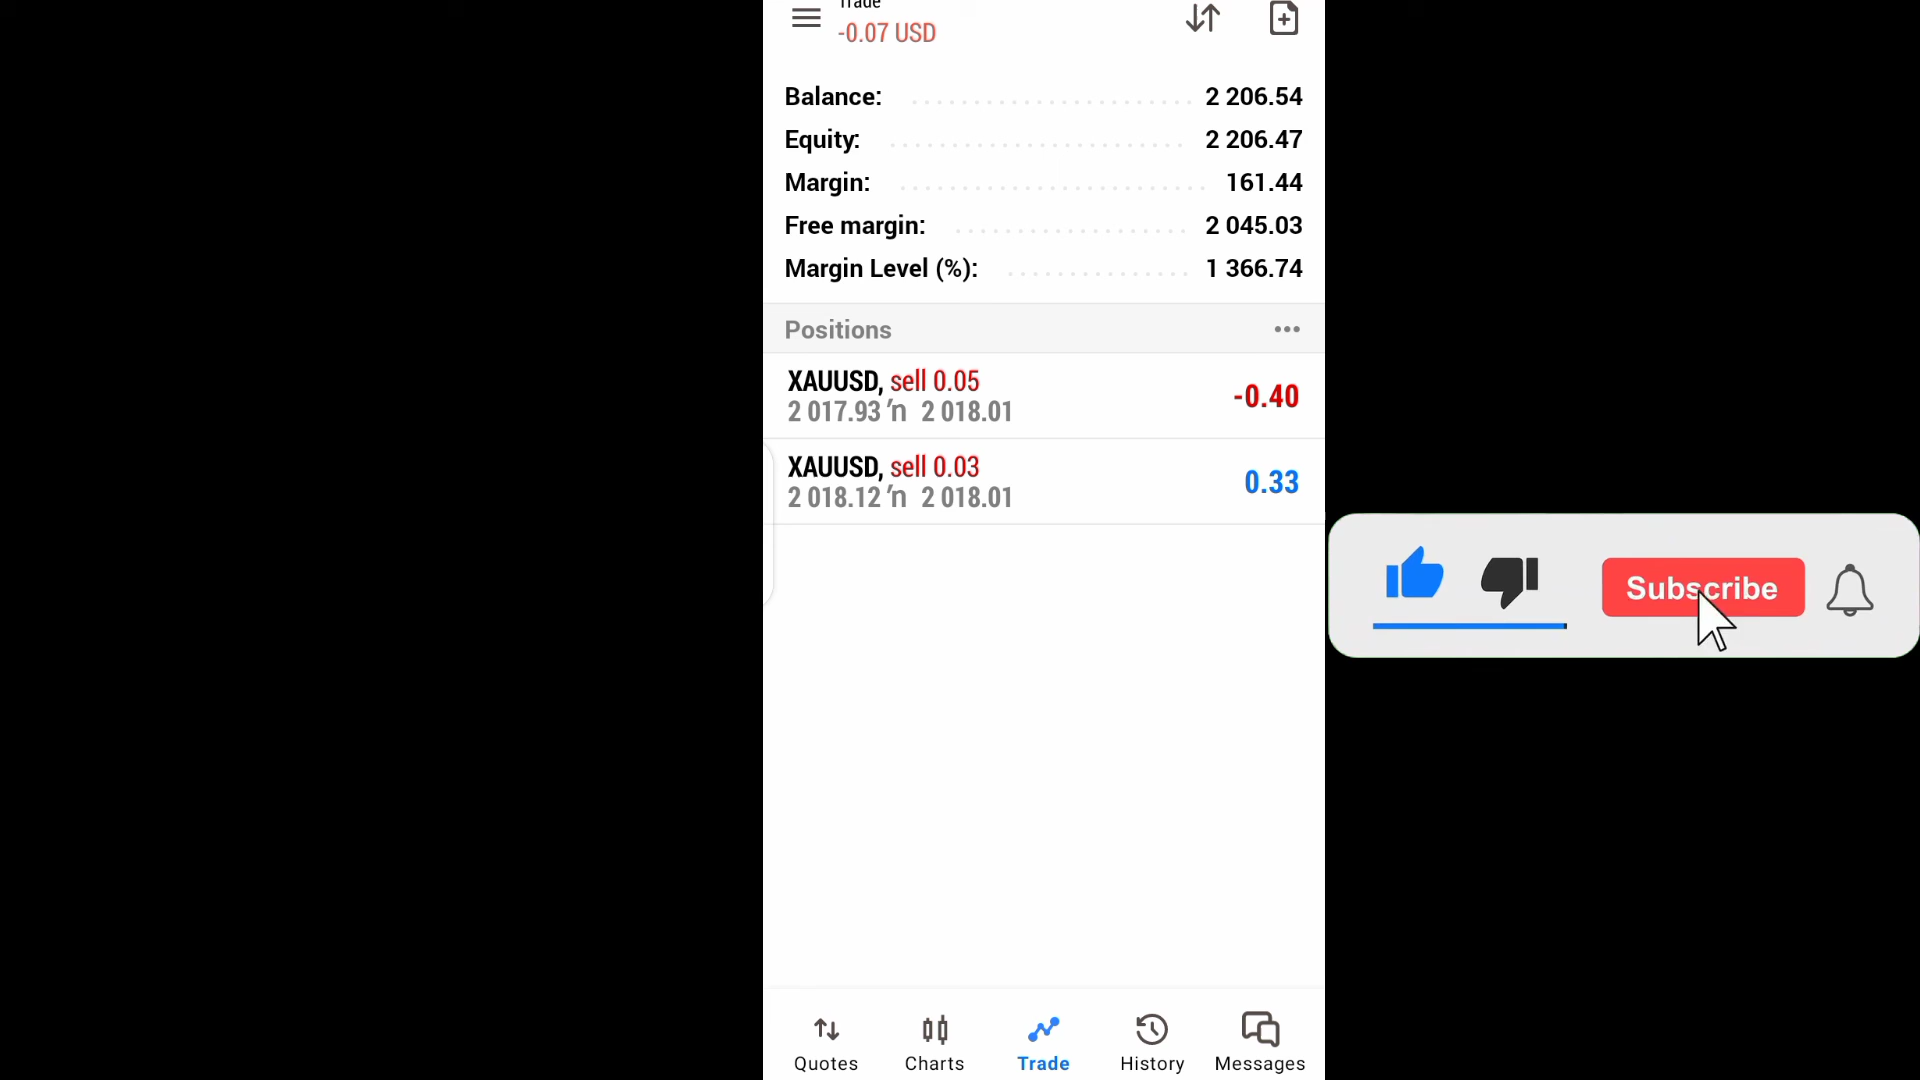 Trade
-0.07 USD
Balance: 2 206.54
Equity: 2 206.47
Margin: 161.44
Free margin: 2 045.03
Margin Level (%): 1 366.74
Positions
XAUUSD, sell 0.05
2 017.93 ′n 2 018.01
-0.40
XAUUSD, sell 0.03
2 018.12 ′n 2 018.01
0.33
Subscribe
Quotes Charts Trade History Messages